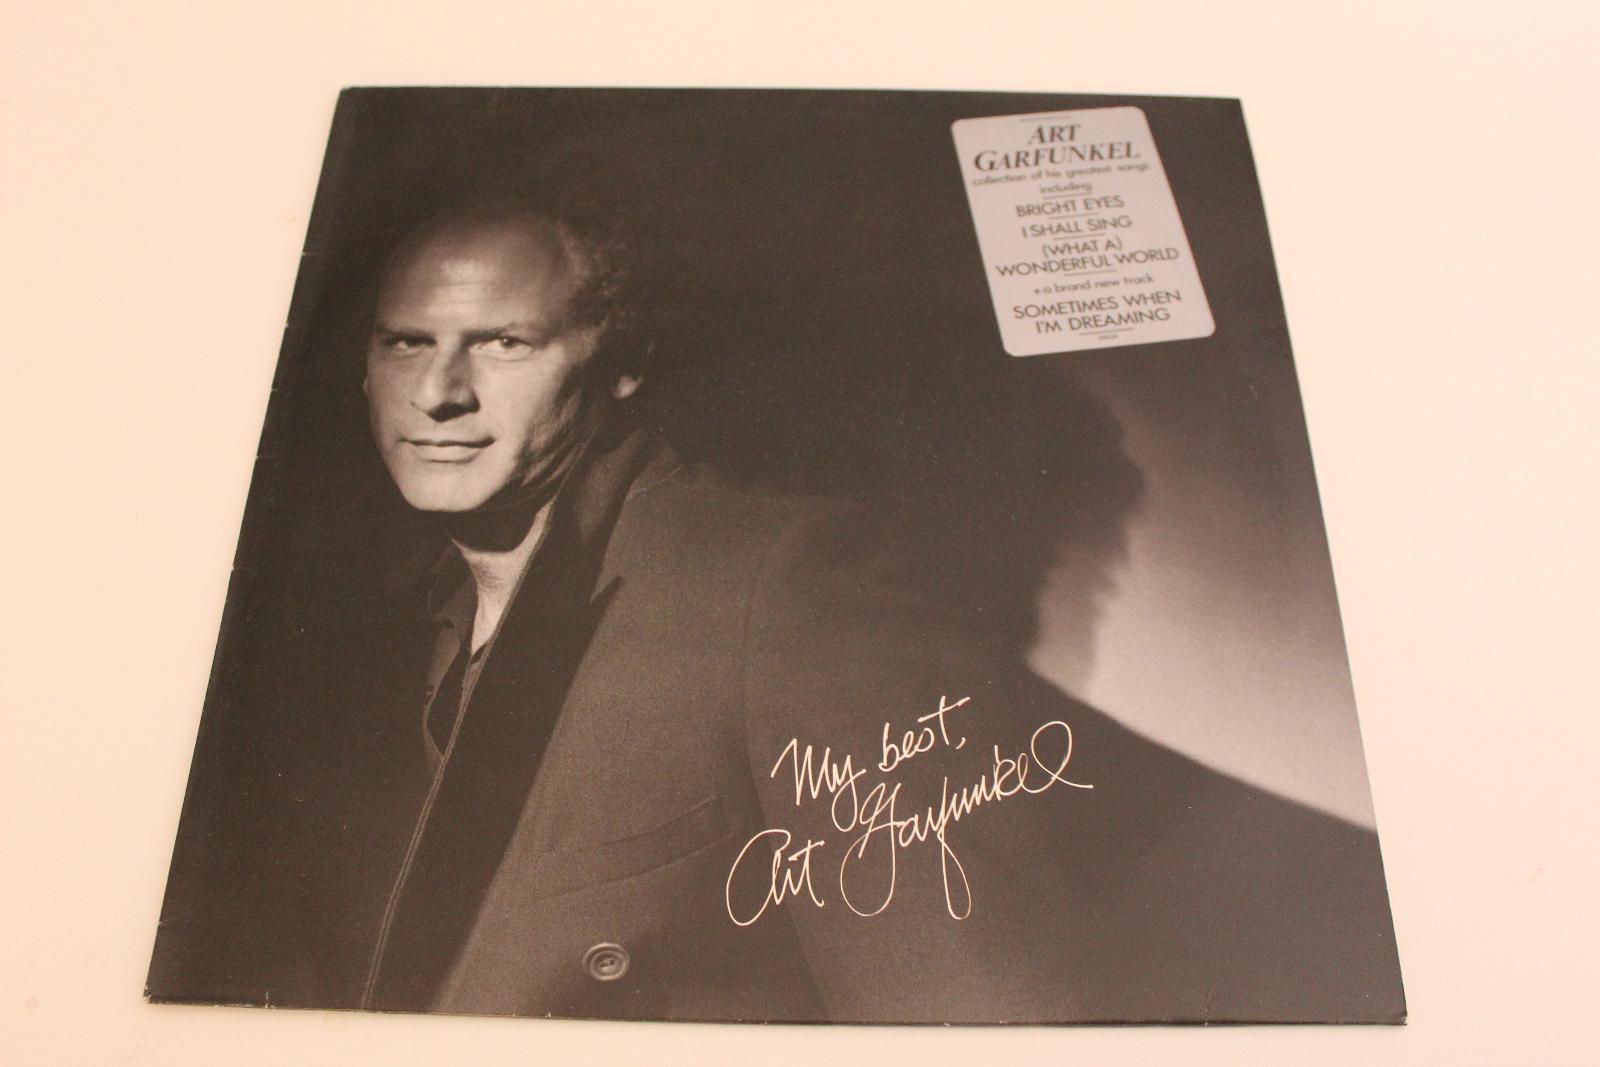 ART
GARFUNKEL
collection of his greatest songs
including
BRIGHT EYES
I SHALL SING
(WHAT A)
WONDERFUL WORLD
+ a brand new track
SOMETIMES WHEN
I'M DREAMING
My best,
Art Garfunkel